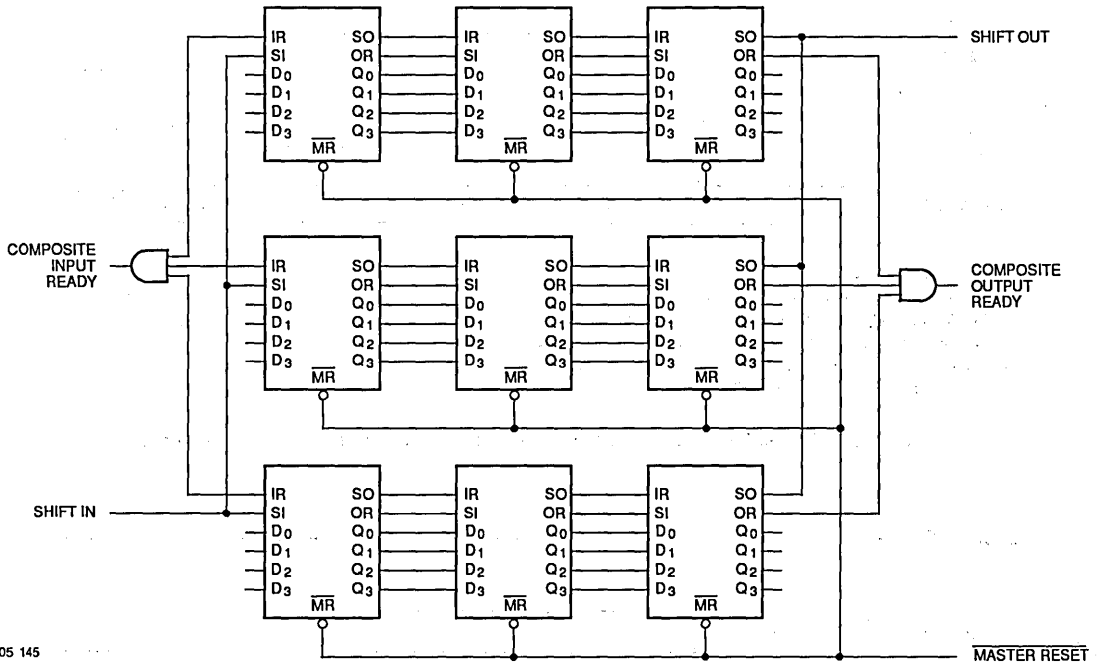 IR SO IR SO IR SO SHIFT OUT
SI OR SI OR SI OR
D0 Q0 D0 Q0 D0 Q0
D1 Q1 D1 Q1 D1 Q1
D2 Q2 D2 Q2 D2 Q2
D3 Q3 D3 Q3 D3 Q3
MR MR MR
COMPOSITE
INPUT
READY
IR SO IR SO IR SO
SI OR SI OR SI OR
D0 Q0 D0 Q0 D0 Q0
D1 Q1 D1 Q1 D1 Q1
D2 Q2 D2 Q2 D2 Q2
D3 Q3 D3 Q3 D3 Q3
MR MR MR
COMPOSITE
OUTPUT
READY
IR SO IR SO IR SO
SHIFT IN SI OR SI OR SI OR
D0 Q0 D0 Q0 D0 Q0
D1 Q1 D1 Q1 D1 Q1
D2 Q2 D2 Q2 D2 Q2
D3 Q3 D3 Q3 D3 Q3
MR MR MR
05 145 MASTER RESET